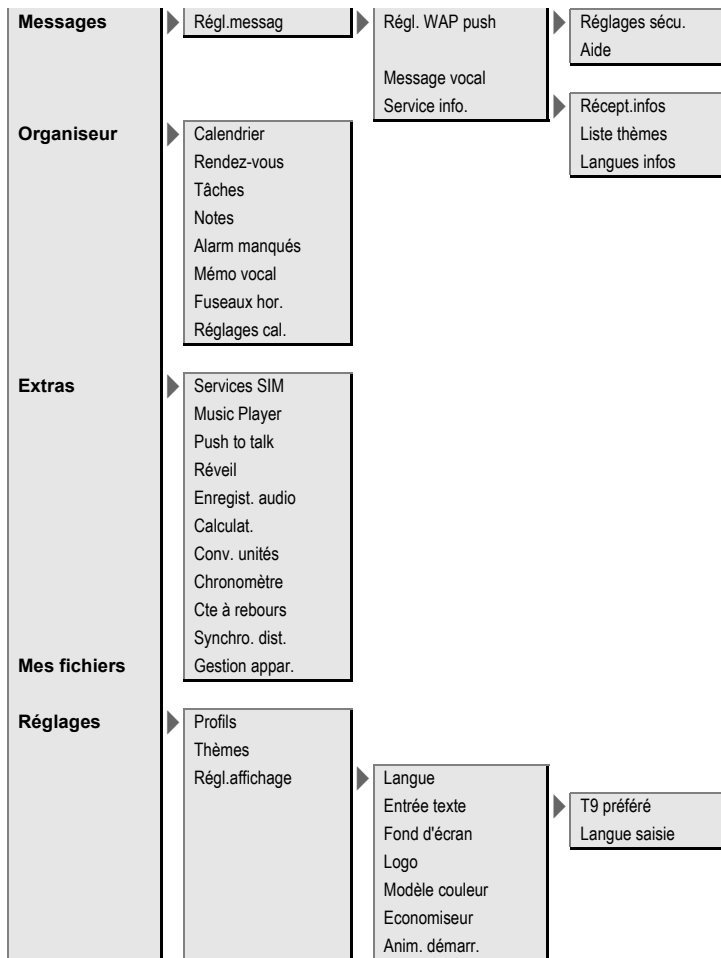 Messages
Régl.messag
Régl. WAP push
Réglages sécu.
Aide
Message vocal
Service info.
Récept.infos
Liste thèmes
Langues infos
Organiseur
Calendrier
Rendez-vous
Tâches
Notes
Alarm manqués
Mémo vocal
Fuseaux hor.
Réglages cal.
Extras
Services SIM
Music Player
Push to talk
Réveil
Enregist. audio
Calculat.
Conv. unités
Chronomètre
Cte à rebours
Synchro. dist.
Gestion appar.
Mes fichiers
Réglages
Profils
Thèmes
Régl.affichage
Langue
Entrée texte
T9 préféré
Langue saisie
Fond d'écran
Logo
Modèle couleur
Economiseur
Anim. démarr.